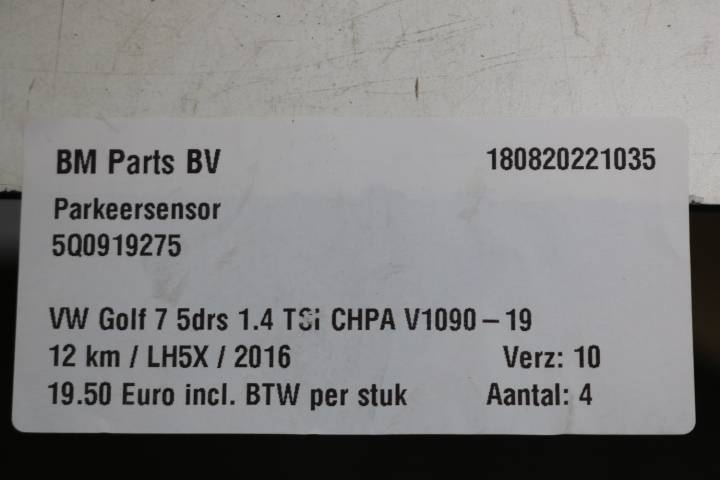 BM Parts BV 180820221035
Parkeersensor
5Q0919275
VW Golf 7 5drs 1.4 TSi CHPA V1090-19
12 km / LH5X / 2016 Verz: 10
19.50 Euro incl. BTW per stuk Aantal: 4